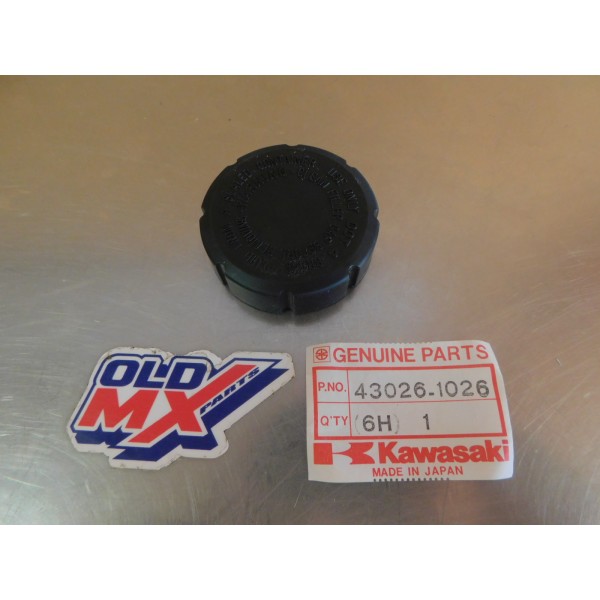 OLD
MX
PARTS
GENUINE PARTS
P.NO. 43026-1026
Q'TY (6H) 1
Kawasaki
MADE IN JAPAN